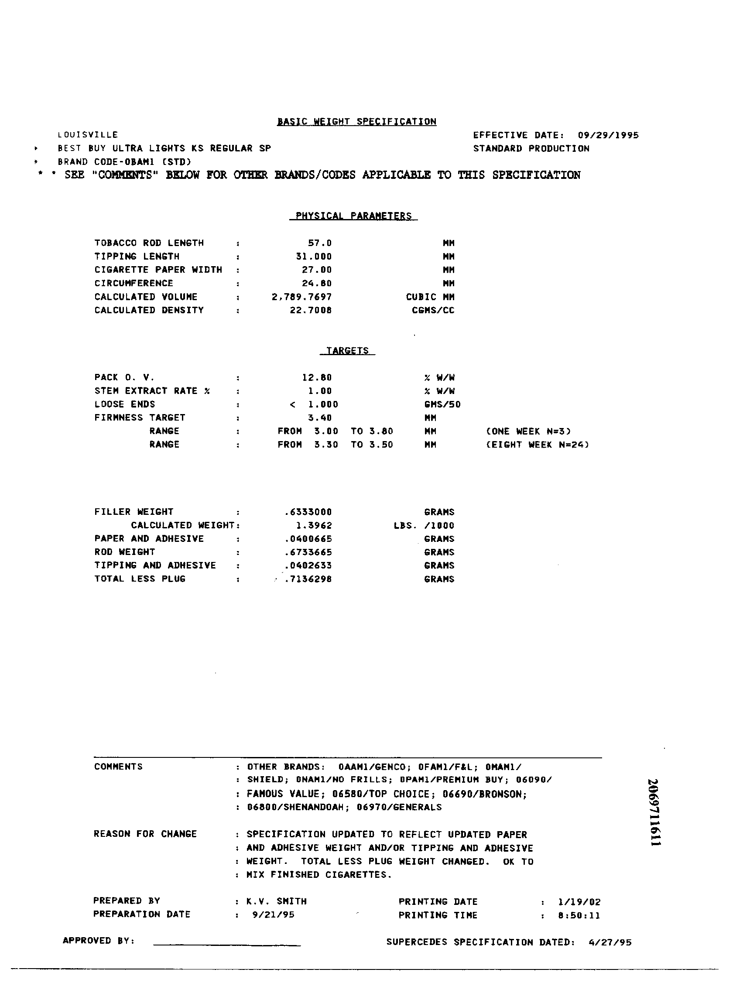 BASIC WEIGHT SPECIFICATION
LOUISVILLE EFFECTIVE DATE: 09/29/1995
* BEST BUY ULTRA LIGHTS KS REGULAR SP STANDARD PRODUCTION
* BRAND CODE-OBAM1 (STD)
* * SEE "COMMENTS" BELOW FOR OTHER BRANDS/CODES APPLICABLE TO THIS SPECIFICATION
PHYSICAL PARAMETERS
TOBACCO ROD LENGTH : 57.0 MM
TIPPING LENGTH : 31.000 MM
CIGARETTE PAPER WIDTH : 27.00 MM
CIRCUMFERENCE : 24.80 MM
CALCULATED VOLUME : 2,789.7697 CUBIC MM
CALCULATED DENSITY : 22.7008 CGMS/CC
TARGETS
PACK O. V. : 12.80 % W/W
STEM EXTRACT RATE % : 1.00 % W/W
LOOSE ENDS : < 1.000 GMS/50
FIRMNESS TARGET : 3.40 MM
RANGE : FROM 3.00 TO 3.80 MM (ONE WEEK N=3)
RANGE : FROM 3.30 TO 3.50 MM (EIGHT WEEK N=24)
FILLER WEIGHT : .6333000 GRAMS
CALCULATED WEIGHT: 1.3962 LBS. /1000
PAPER AND ADHESIVE : .0400665 GRAMS
ROD WEIGHT : .6733665 GRAMS
TIPPING AND ADHESIVE : .0402633 GRAMS
TOTAL LESS PLUG : .7136298 GRAMS
COMMENTS : OTHER BRANDS: OAAM1/GENCO; OFAM1/F&L; OMAM1/
: SHIELD; ONAM1/NO FRILLS; OPAM1/PREMIUM BUY; 06090/
: FAMOUS VALUE; 06580/TOP CHOICE; 06690/BRONSON;
: 06800/SHENANDOAH; 06970/GENERALS
REASON FOR CHANGE : SPECIFICATION UPDATED TO REFLECT UPDATED PAPER
: AND ADHESIVE WEIGHT AND/OR TIPPING AND ADHESIVE
: WEIGHT. TOTAL LESS PLUG WEIGHT CHANGED. OK TO
: MIX FINISHED CIGARETTES.
PREPARED BY : K.V. SMITH PRINTING DATE : 1/19/02
PREPARATION DATE : 9/21/95 PRINTING TIME : 8:50:11
APPROVED BY: SUPERCEDES SPECIFICATION DATED: 4/27/95
2069711611